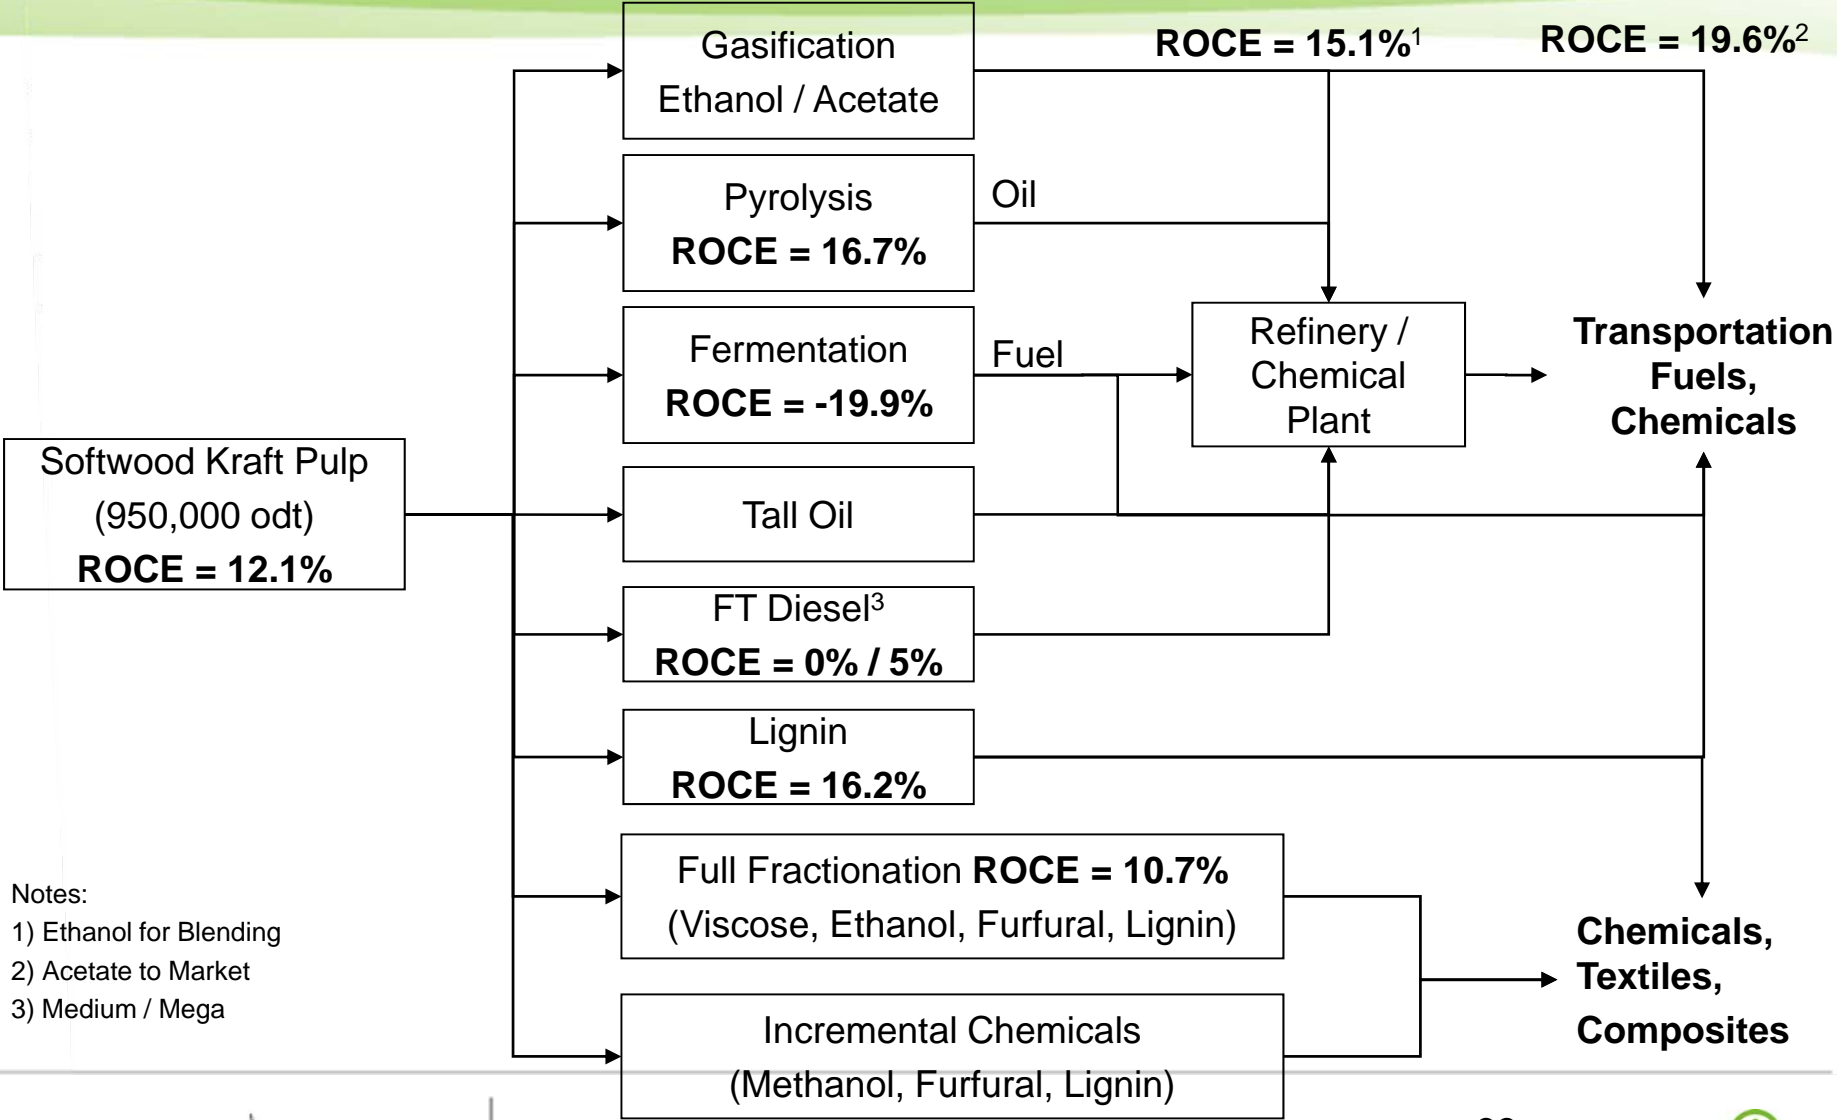 Gasification
Ethanol / Acetate
ROCE = 15.1%¹
ROCE = 19.6%²
Pyrolysis
ROCE = 16.7%
Oil
Fermentation
ROCE = -19.9%
Fuel
Refinery /
Chemical
Plant
Transportation
Fuels,
Chemicals
Softwood Kraft Pulp
(950,000 odt)
ROCE = 12.1%
Tall Oil
FT Diesel³
ROCE = 0% / 5%
Lignin
ROCE = 16.2%
Full Fractionation ROCE = 10.7%
(Viscose, Ethanol, Furfural, Lignin)
Incremental Chemicals
(Methanol, Furfural, Lignin)
Chemicals,
Textiles,
Composites
Notes:
1) Ethanol for Blending
2) Acetate to Market
3) Medium / Mega